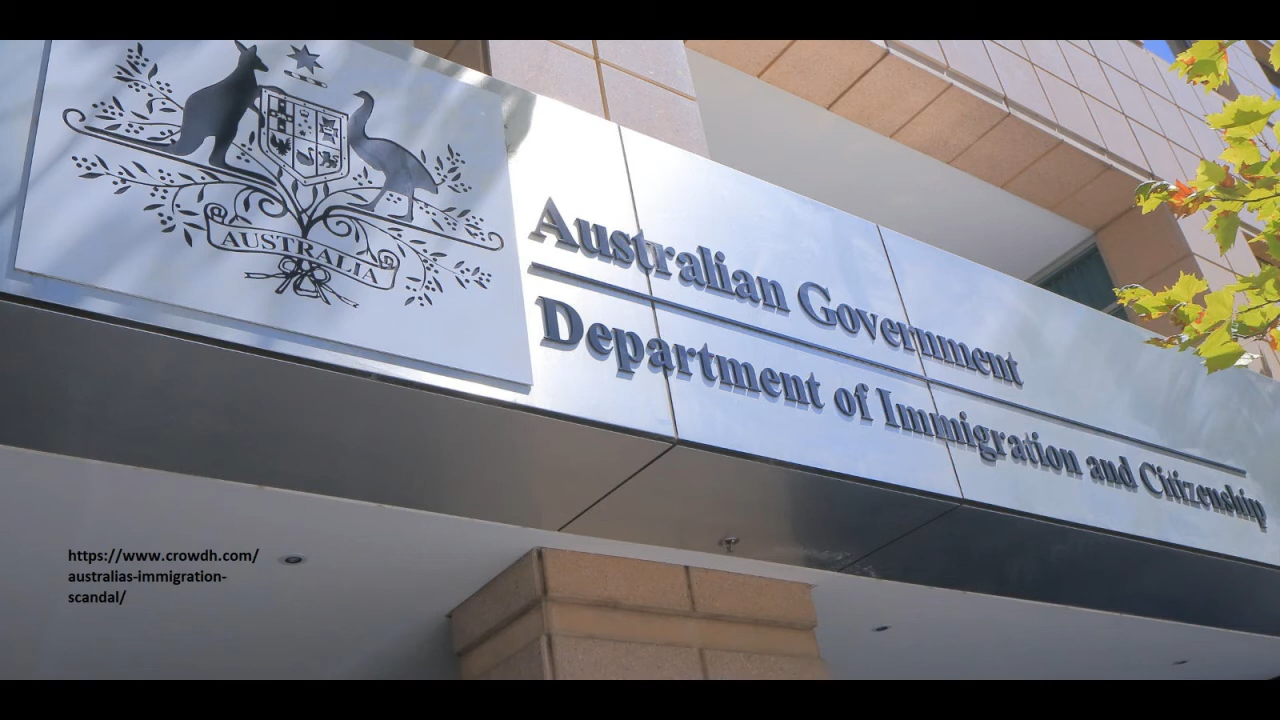 AUSTRALIA
Australian Government
Department of Immigration and Citizenship
https://www.crowdh.com/
australias-immigration-
scandal/